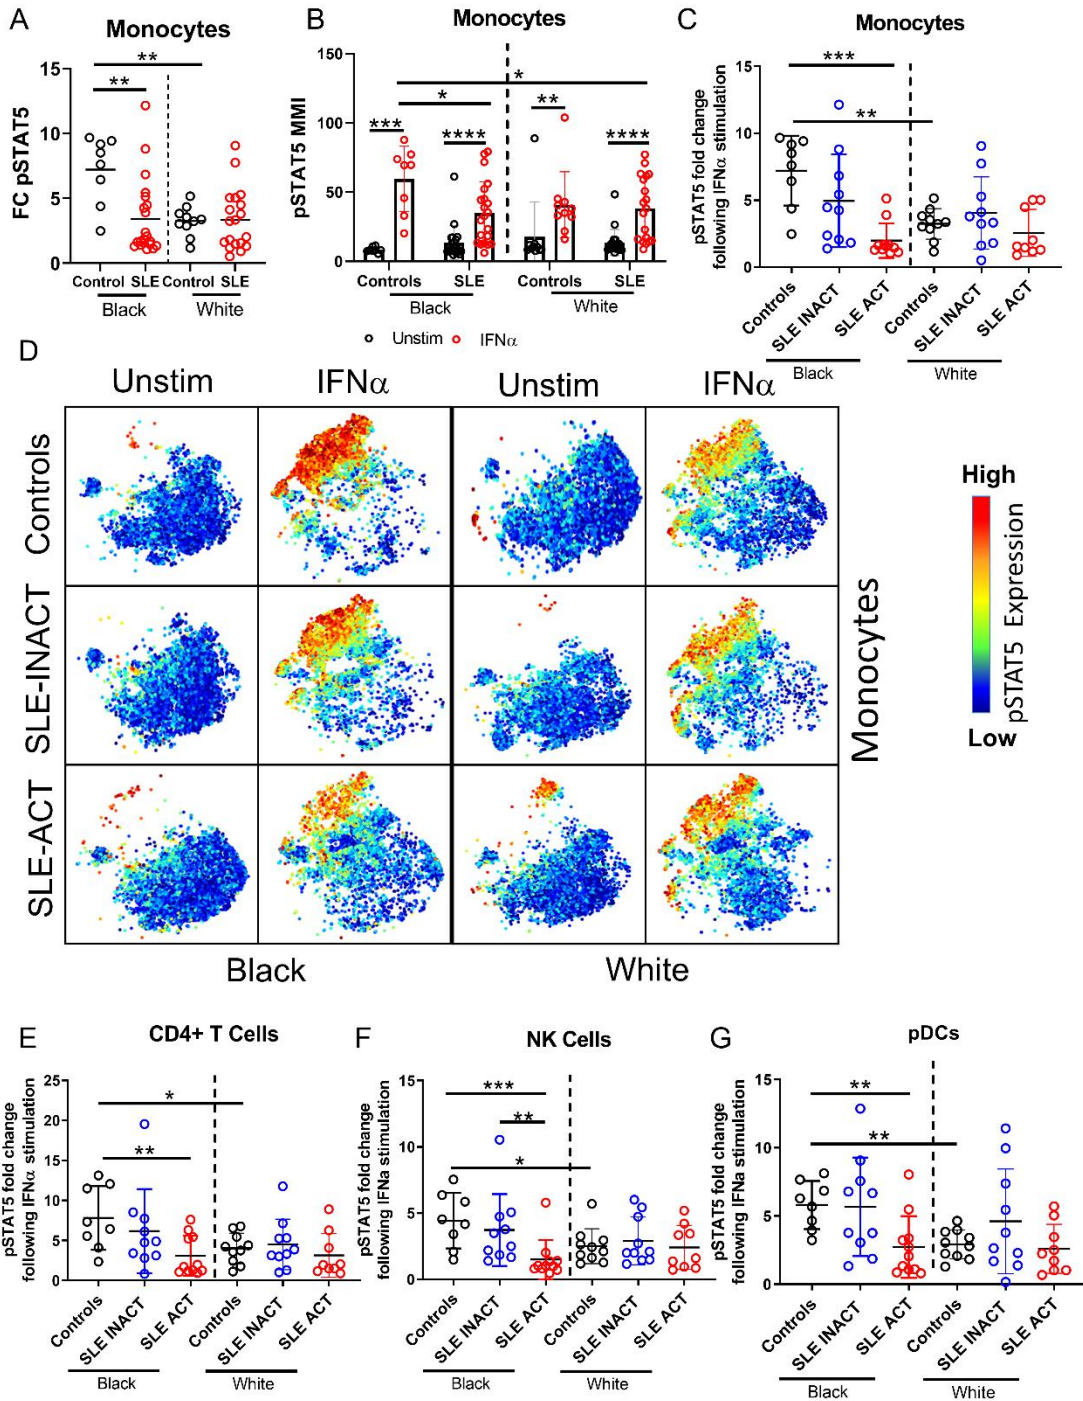 A
Monocytes
FC pSTAT5
15
10
5
0
**
**
Control SLE Control SLE
Black White
B
Monocytes
pSTAT5 MMI
150
100
50
0
*
*
***
****
**
****
Controls SLE Controls SLE
Black White
Unstim IFNα
C
Monocytes
pSTAT5 fold change
following IFNα stimulation
15
10
5
0
***
**
Controls
SLE INACT
SLE ACT
Controls
SLE INACT
SLE ACT
Black White
D
Unstim IFNα Unstim IFNα
Controls
SLE-INACT
SLE-ACT
Black White
Monocytes
High
pSTAT5 Expression
Low
E
CD4+ T Cells
pSTAT5 fold change
following IFNα stimulation
25
20
15
10
5
0
*
**
Controls
SLE INACT
SLE ACT
Controls
SLE INACT
SLE ACT
Black White
F
NK Cells
pSTAT5 fold change
following IFNa stimulation
15
10
5
0
***
**
*
Controls
SLE INACT
SLE ACT
Controls
SLE INACT
SLE ACT
Black White
G
pDCs
pSTAT5 fold change
following IFNa stimulation
15
10
5
0
**
**
Controls
SLE INACT
SLE ACT
Controls
SLE INACT
SLE ACT
Black White